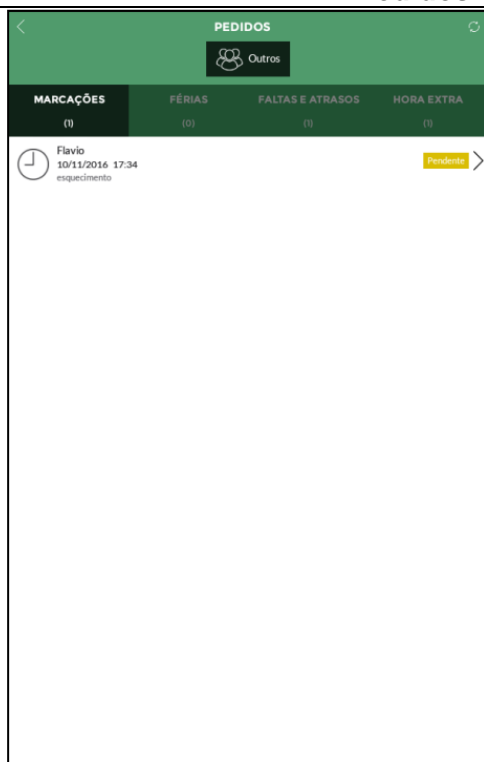 PEDIDOS
Outros
MARCAÇÕES FÉRIAS FALTAS E ATRASOS HORA EXTRA
(1) (0) (1) (1)
Flavio
10/11/2016 17:34
Pendente
esquecimento